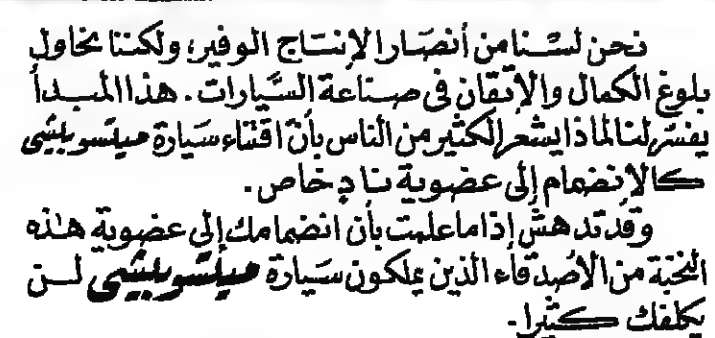 نحن لسنا من أنصار الإنتاج الوفير، ولكننا نحاول
بلوغ الكمال والإتقان في صناعة السيارات. هذا المبدأ
يفسر لنا لماذا يشعر الكثير من الناس بأن اقتناء سيارة ميتسوبيشي
كالانضمام إلى عضوية ناد خاص.
وقد تدهش إذا ما علمت بأن انضمامك إلى عضوية هذه
النخبة من الأصدقاء الذين يملكون سيارة ميتسوبيشي لن
يكلفك كثيرا.